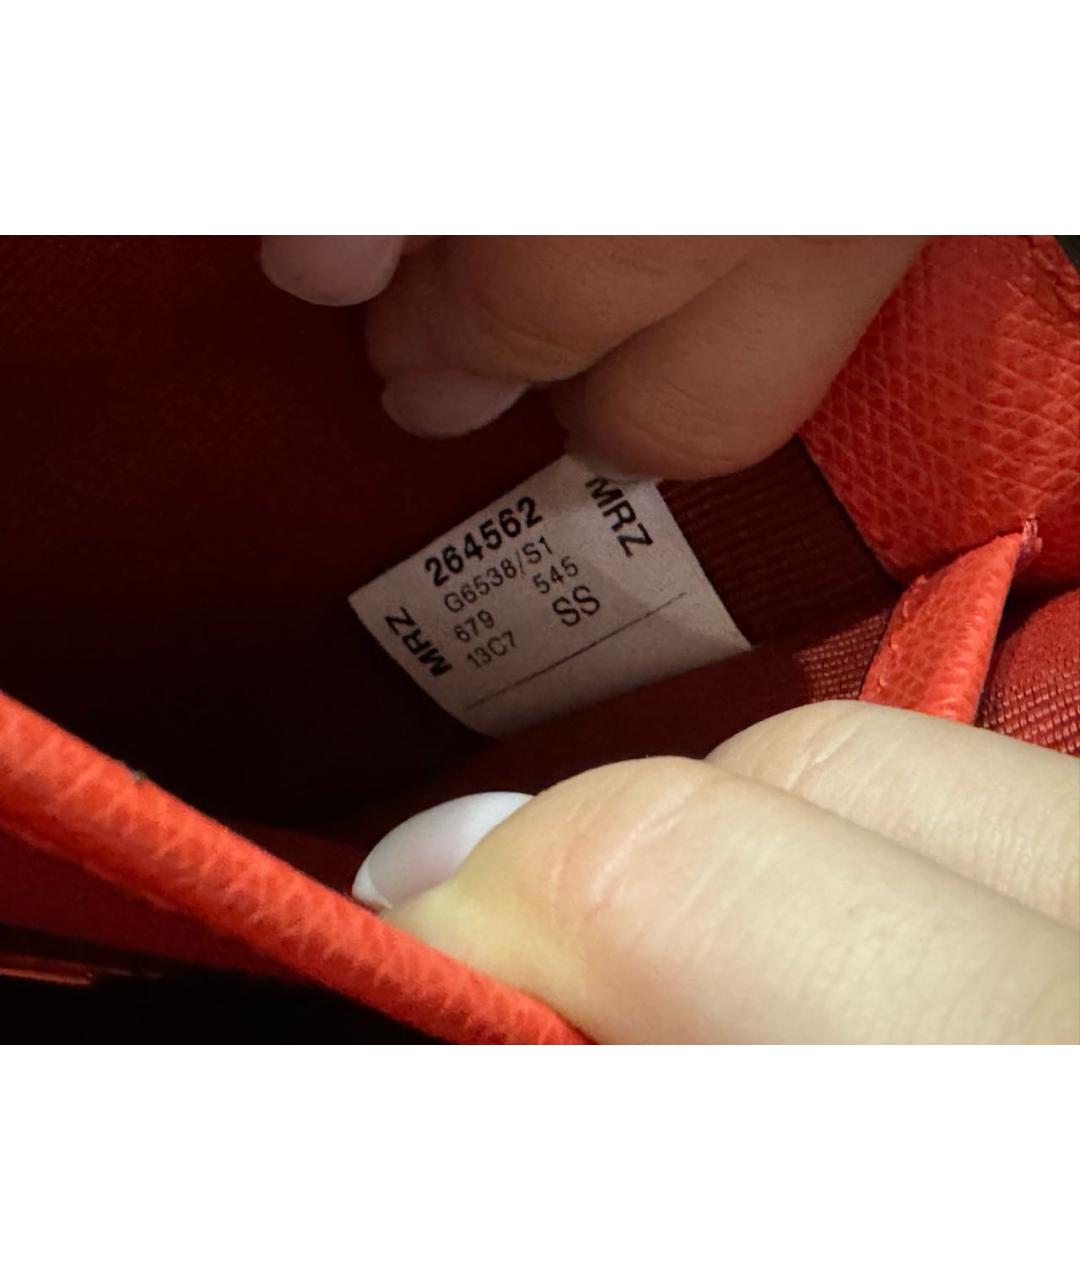 MRZ
264562
G6538/S1
679 545
13C7 SS
MRZ